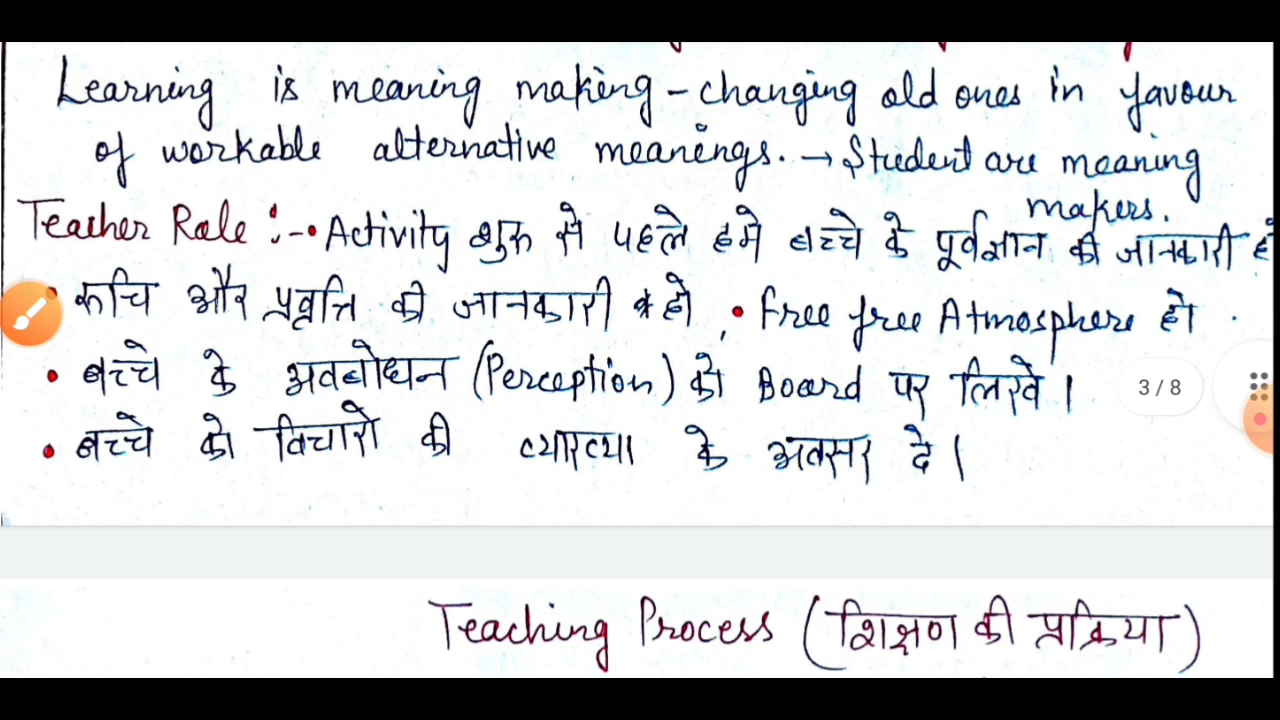 Learning is meaning making - changing old ones in favour
of workable alternative meanings. → Student are meaning
makers.
Teacher Role :- • Activity शुरू से पहले हमे बच्चे के पूर्वज्ञान की जानकारी हो
• रूचि और प्रवृत्ति की जानकारी * हो , • free free Atmosphere हो .
• बच्चे के अवबोधन (Perception) को Board पर लिखे ।
3 / 8
• बच्चे को विचारो की व्याख्या के अवसर दे ।
Teaching Process (शिक्षण की प्रक्रिया)